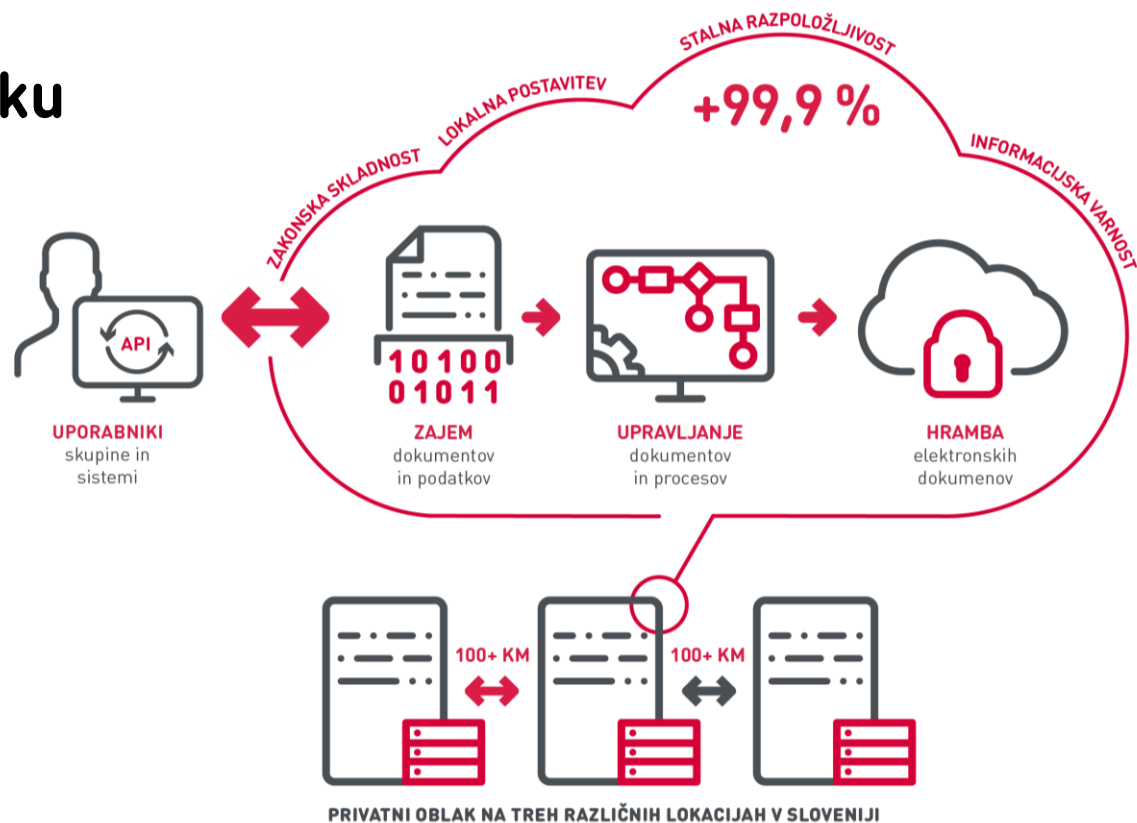 ku
STALNA RAZPOLOŽLJIVOST
+99,9 %
LOKALNA POSTAVITEV
ZAKONSKA SKLADNOST
INFORMACIJSKA VARNOST
API
10 100
01011
UPORABNIKI
skupine in
sistemi
ZAJEM
dokumentov
in podatkov
UPRAVLJANJE
dokumentov
in procesov
HRAMBA
elektronskih
dokumenov
100+ KM
100+ KM
PRIVATNI OBLAK NA TREH RAZLIČNIH LOKACIJAH V SLOVENIJI